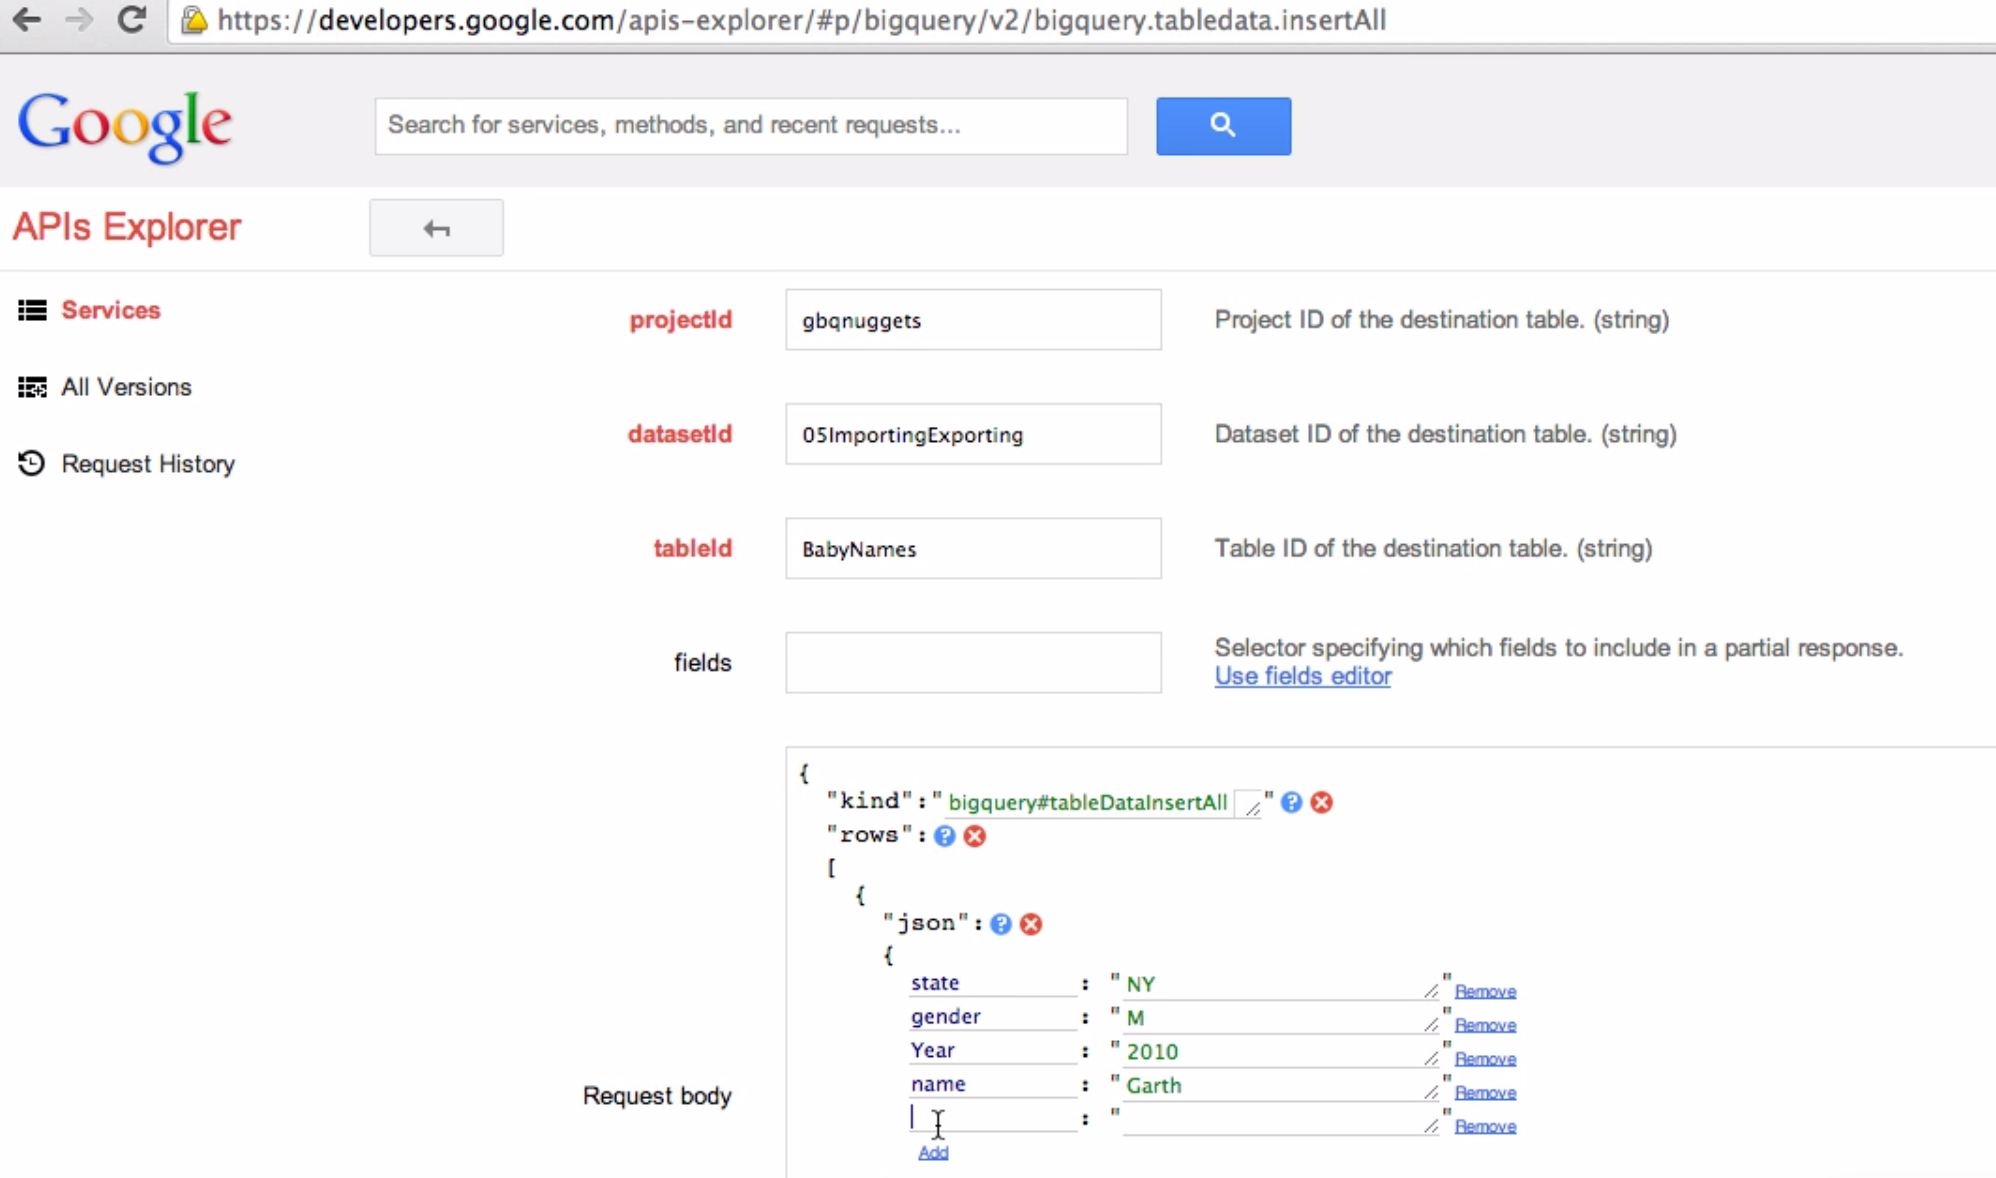 https://developers.google.com/apis-explorer/#p/bigquery/v2/bigquery.tabledata.insertAll
Google
Search for services, methods, and recent requests...
APIs Explorer
Services
All Versions
Request History
projectId
gbqnuggets
Project ID of the destination table. (string)
datasetId
05ImportingExporting
Dataset ID of the destination table. (string)
tableId
BabyNames
Table ID of the destination table. (string)
fields
Selector specifying which fields to include in a partial response.
Use fields editor
Request body
{
"kind":"bigquery#tableDataInsertAll"
"rows":
[
{
"json":
{
state : "NY" Remove
gender : "M" Remove
Year : "2010" Remove
name : "Garth" Remove
: "" Remove
Add